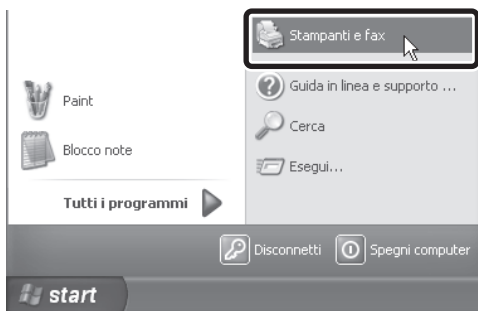 Stampanti e fax
Guida in linea e supporto ...
Cerca
Esegui...
Paint
Blocco note
Tutti i programmi
Disconnetti
Spegni computer
start